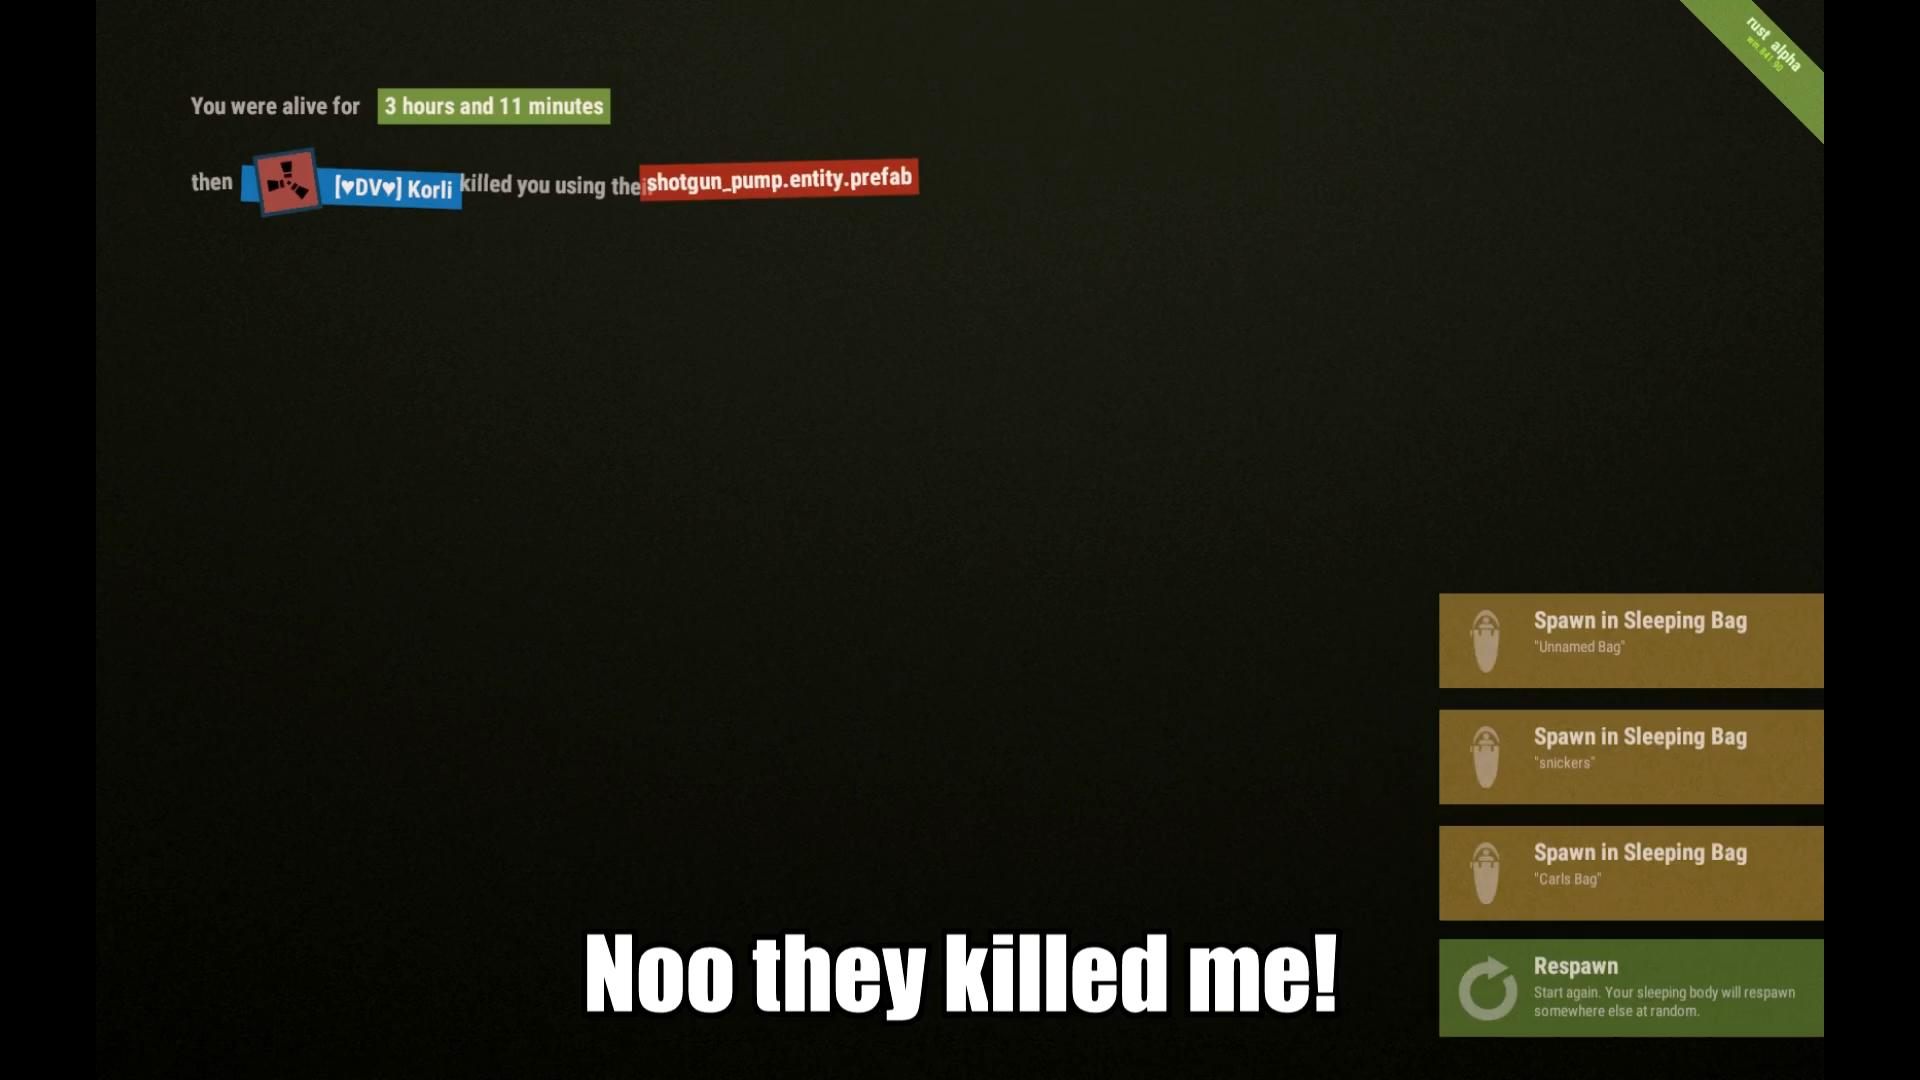 rust alpha
You were alive for 3 hours and 11 minutes
then [♥DV♥] Korli killed you using their shotgun_pump.entity.prefab
Spawn in Sleeping Bag
"Unnamed Bag"
Spawn in Sleeping Bag
"snickers"
Spawn in Sleeping Bag
"Carls Bag"
Noo they killed me!
Respawn
Start again. Your sleeping body will respawn
somewhere else at random.